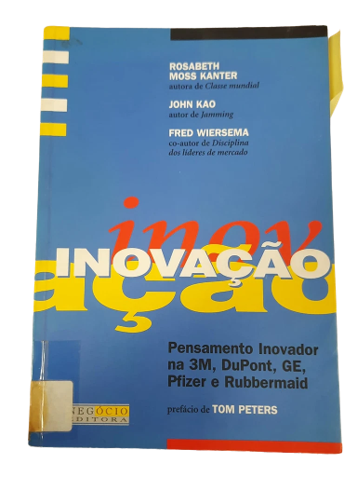 ROSABETH
MOSS KANTER
autora de Classe mundial
JOHN KAO
autor de Jamming
FRED WIERSEMA
co-autor de Disciplina
dos líderes de mercado
inov
INOVAÇÃO
ação
Pensamento Inovador
na 3M, DuPont, GE,
Pfizer e Rubbermaid
prefácio de TOM PETERS
NEGÓCIO
EDITORA